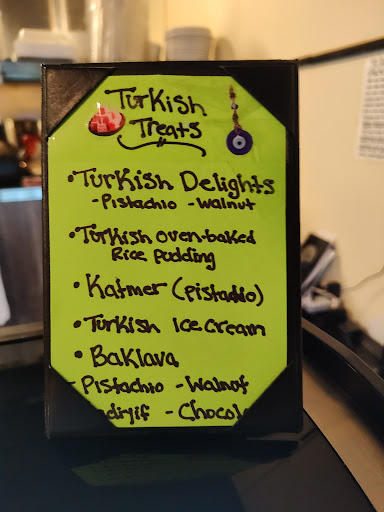 Turkish
Treats
• Turkish Delights
- Pistachio - Walnut
• Turkish oven-baked
Rice pudding
• Katmer (pistachio)
• Turkish Ice cream
• Baklava
- Pistachio - Walnut
- Chocol